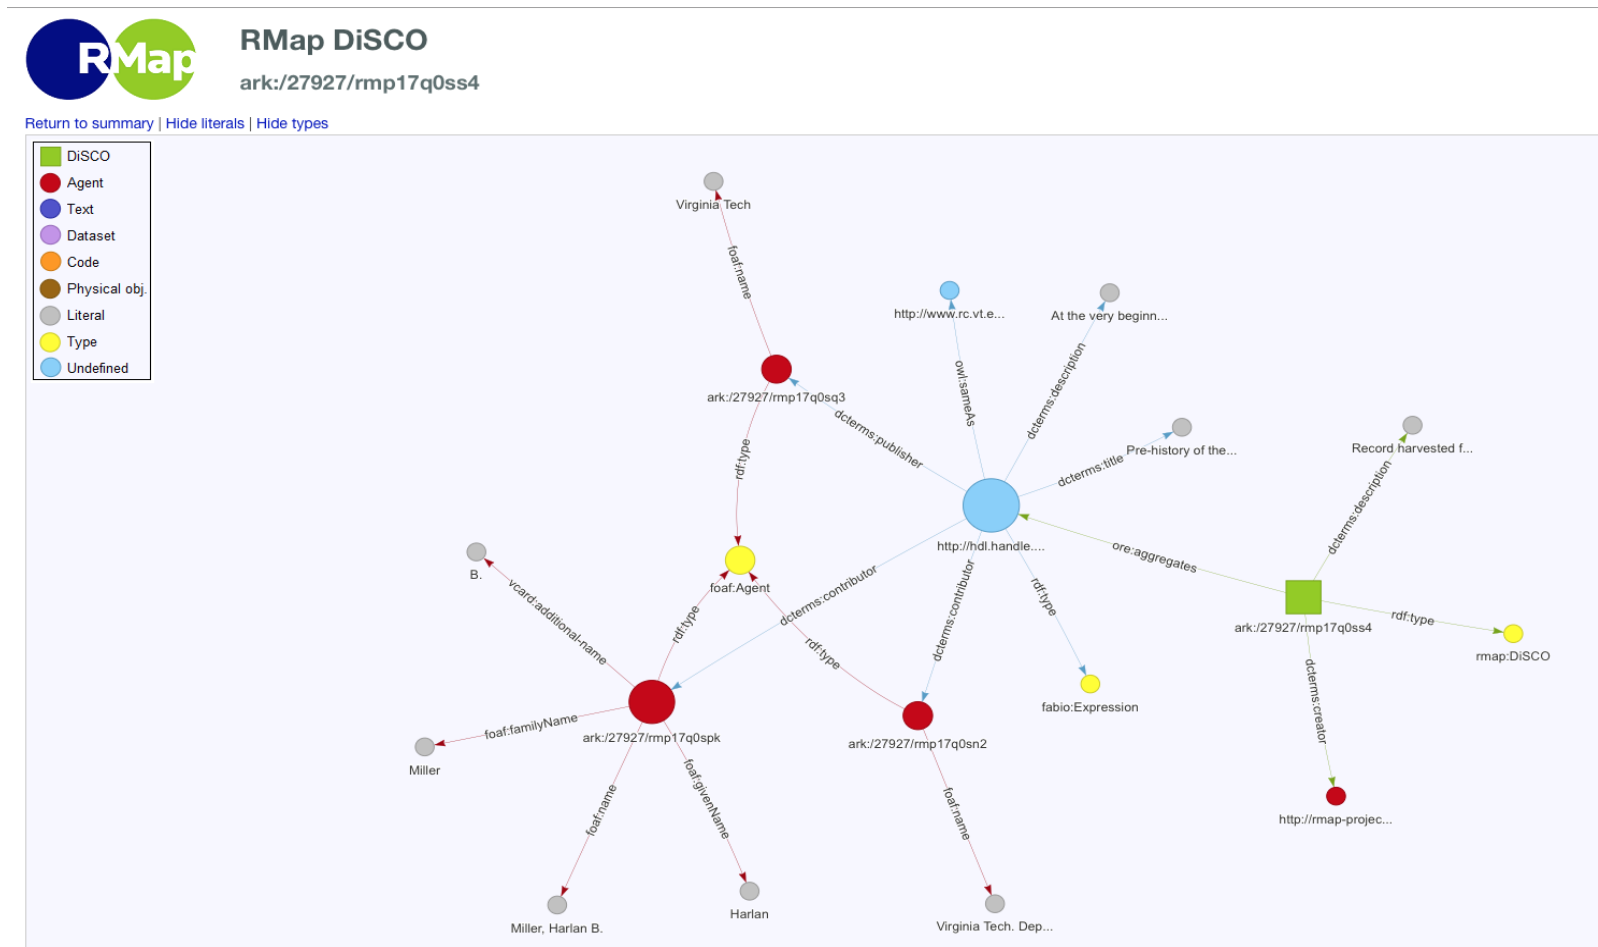 RMap
RMap DiSCO
ark:/27927/rmp17q0ss4
Return to summary | Hide literals | Hide types
DiSCO
Agent
Text
Dataset
Code
Physical obj.
Literal
Type
Undefined
Virginia Tech
foaf:name
http://www.rc.vt.e...
At the very beginn...
owl:sameAs
dcterms:description
ark:/27927/rmp17q0sq3
dcterms:publisher
rdf:type
dcterms:title
Pre-history of the...
Record harvested f...
dcterms:description
http://hdl.handle....
ore:aggregates
B.
foaf:Agent
vcard:additional-name
rdf:type
dcterms:contributor
rdf:type
dcterms:contributor
rdf:type
ark:/27927/rmp17q0ss4
rdf:type
rmap:DiSCO
dcterms:creator
fabio:Expression
ark:/27927/rmp17q0spk
ark:/27927/rmp17q0sn2
foaf:familyName
Miller
foaf:name
foaf:givenName
foaf:name
http://rmap-projec...
Miller, Harlan B.
Harlan
Virginia Tech. Dep...